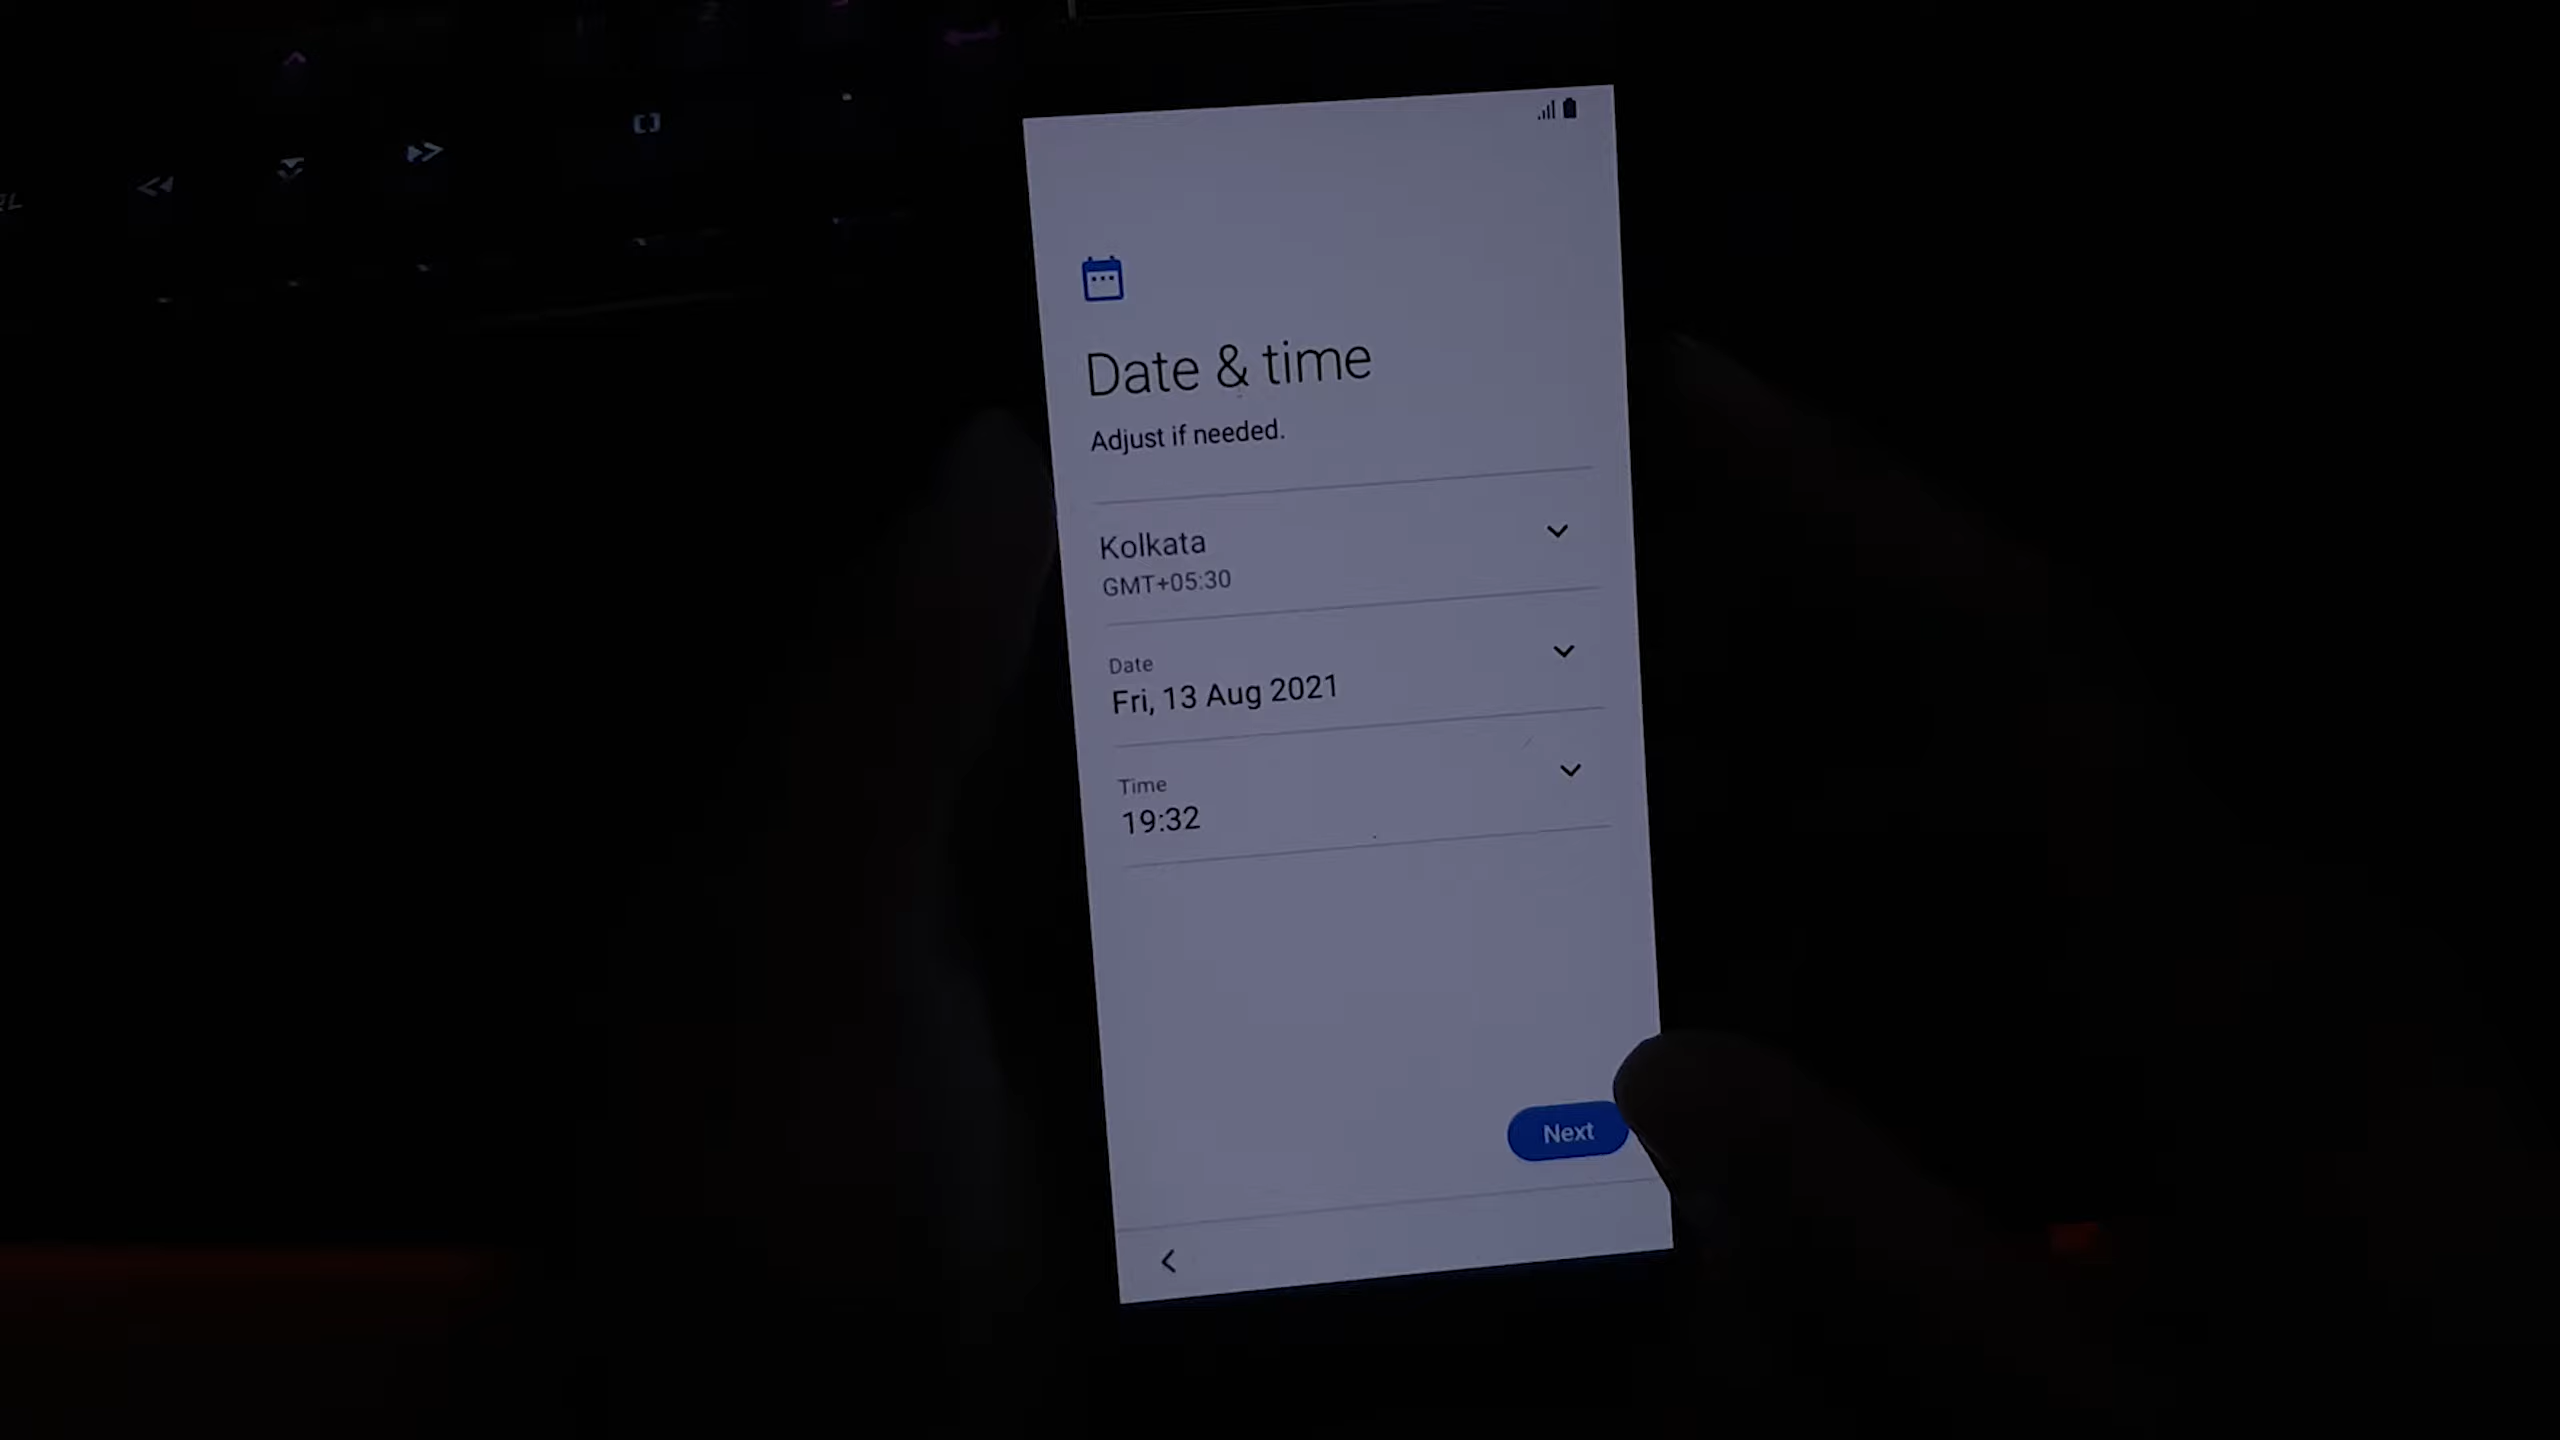 Date & time
Adjust if needed.
Kolkata
GMT+05:30
Date
Fri, 13 Aug 2021
Time
19:32
Next